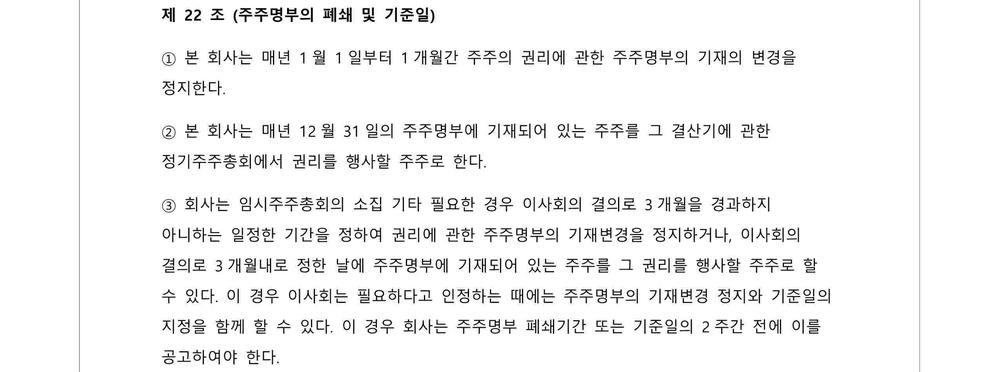 제 22 조 (주주명부의 폐쇄 및 기준일)
① 본 회사는 매년 1 월 1 일부터 1 개월간 주주의 권리에 관한 주주명부의 기재의 변경을
정지한다.
② 본 회사는 매년 12 월 31 일의 주주명부에 기재되어 있는 주주를 그 결산기에 관한
정기주주총회에서 권리를 행사할 주주로 한다.
③ 회사는 임시주주총회의 소집 기타 필요한 경우 이사회의 결의로 3 개월을 경과하지
아니하는 일정한 기간을 정하여 권리에 관한 주주명부의 기재변경을 정지하거나, 이사회의
결의로 3 개월내로 정한 날에 주주명부에 기재되어 있는 주주를 그 권리를 행사할 주주로 할
수 있다. 이 경우 이사회는 필요하다고 인정하는 때에는 주주명부의 기재변경 정지와 기준일의
지정을 함께 할 수 있다. 이 경우 회사는 주주명부 폐쇄기간 또는 기준일의 2 주간 전에 이를
공고하여야 한다.